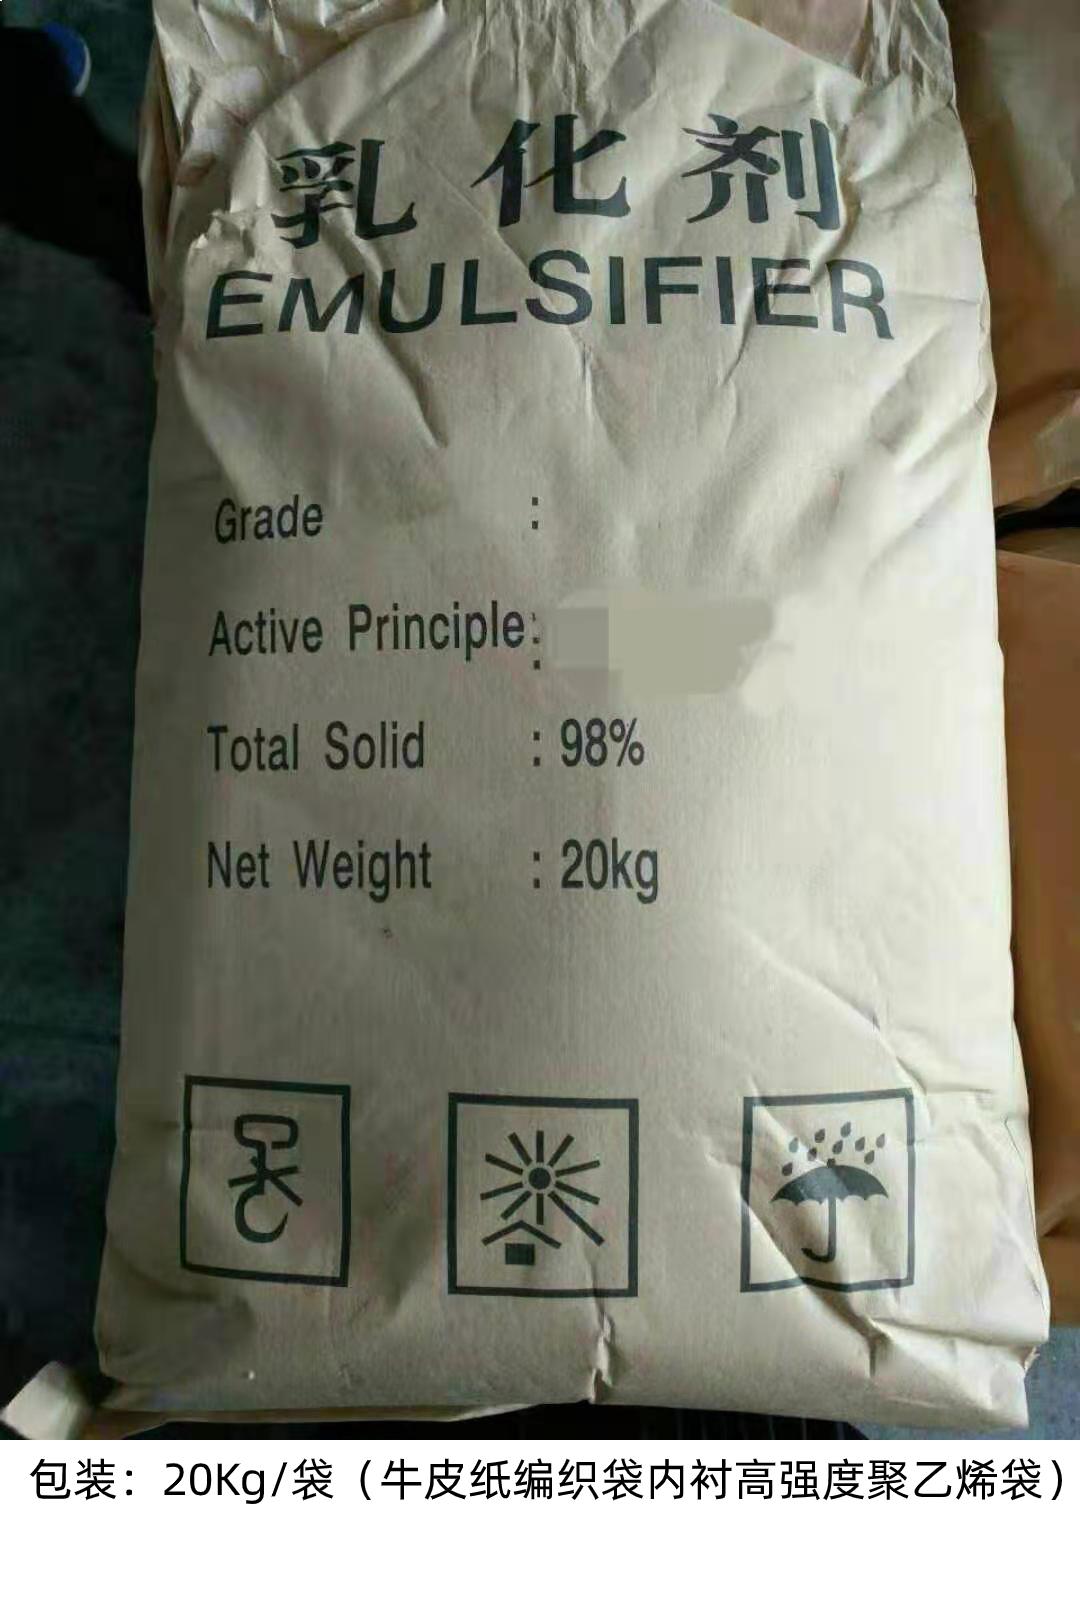 乳化剂
EMULSIFIER
Grade :
Active Principle:
Total Solid : 98%
Net Weight : 20kg
包装：20Kg/袋（牛皮纸编织袋内衬高强度聚乙烯袋）